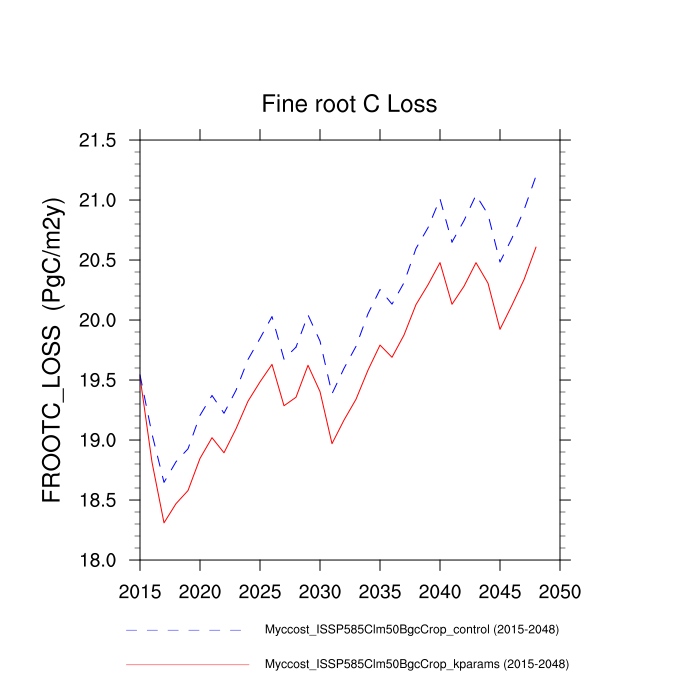 Fine root C Loss
FROOTC_LOSS (PgC/m2y)
21.5
21.0
20.5
20.0
19.5
19.0
18.5
18.0
2015 2020 2025 2030 2035 2040 2045 2050
Myccost_ISSP585Clm50BgcCrop_control (2015-2048)
Myccost_ISSP585Clm50BgcCrop_kparams (2015-2048)